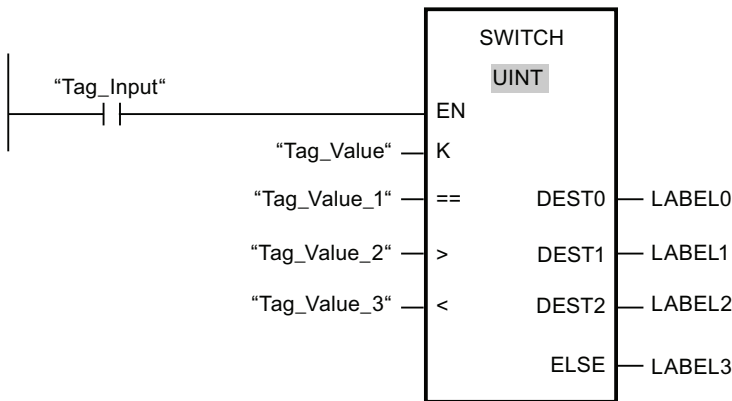 SWITCH
UINT
“Tag_Input“
EN
“Tag_Value“ K
“Tag_Value_1“ == DEST0 LABEL0
“Tag_Value_2“ > DEST1 LABEL1
“Tag_Value_3“ < DEST2 LABEL2
ELSE LABEL3